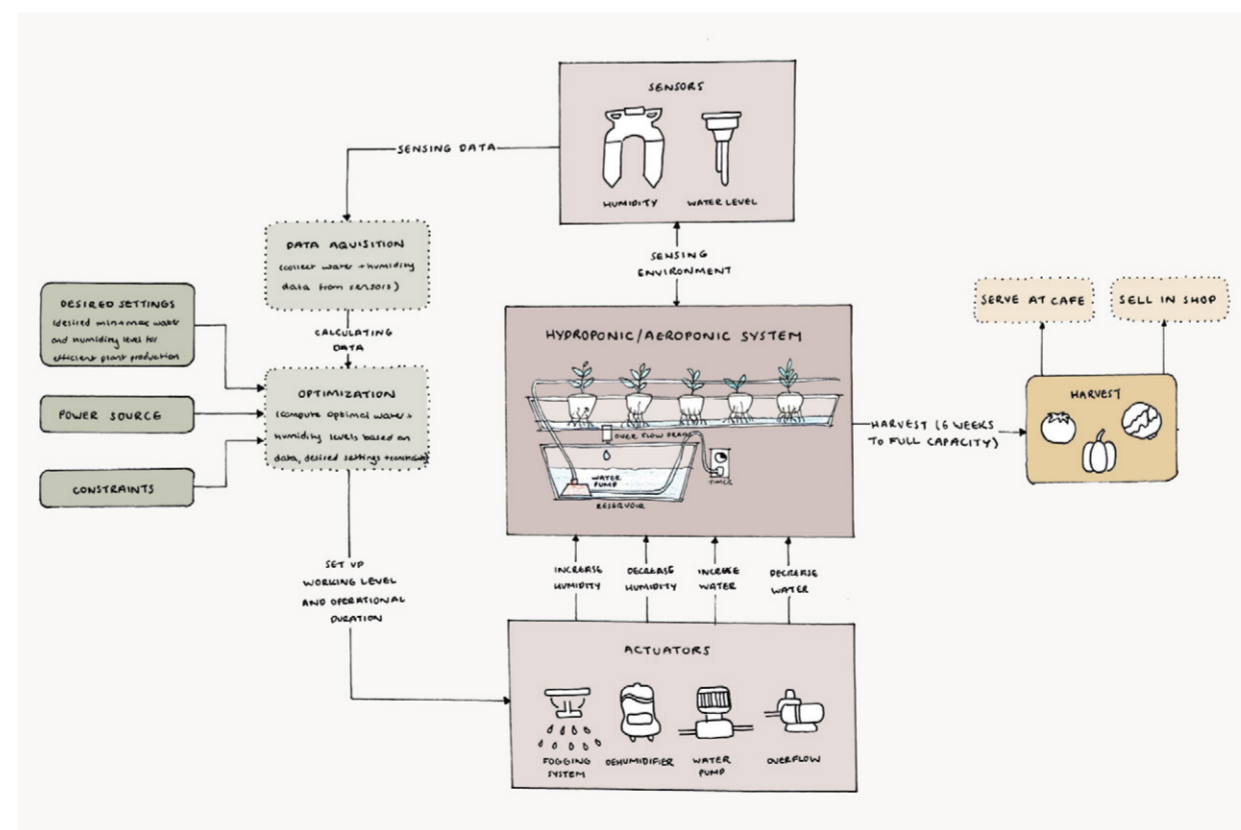 SENSORS
HUMIDITY
WATER LEVEL
SENSING DATA
SENSING
ENVIRONMENT
DATA AQUISITION
(collect water + humidity
data from sensors)
CALCULATING
DATA
DESIRED SETTINGS
(desired min+max water
and humidity level for
efficient plant production
POWER SOURCE
CONSTRAINTS
OPTIMIZATION
(compute optimal water +
humidity levels based on
data, desired settings +constraints
SET UP
WORKING LEVEL
AND OPERATIONAL
DURATION
HYDROPONIC/AEROPONIC SYSTEM
OVER FLOW DRAIN
WATER
PUMP
TIMER
RESERVOIR
HARVEST (6 WEEKS
TO FULL CAPACITY)
SERVE AT CAFE
SELL IN SHOP
HARVEST
INCREASE
HUMIDITY
DECREASE
HUMIDITY
INCREASE
WATER
DECREASE
WATER
ACTUATORS
FOGGING
SYSTEM
DEHUMIDIFIER
WATER
PUMP
OVERFLOW